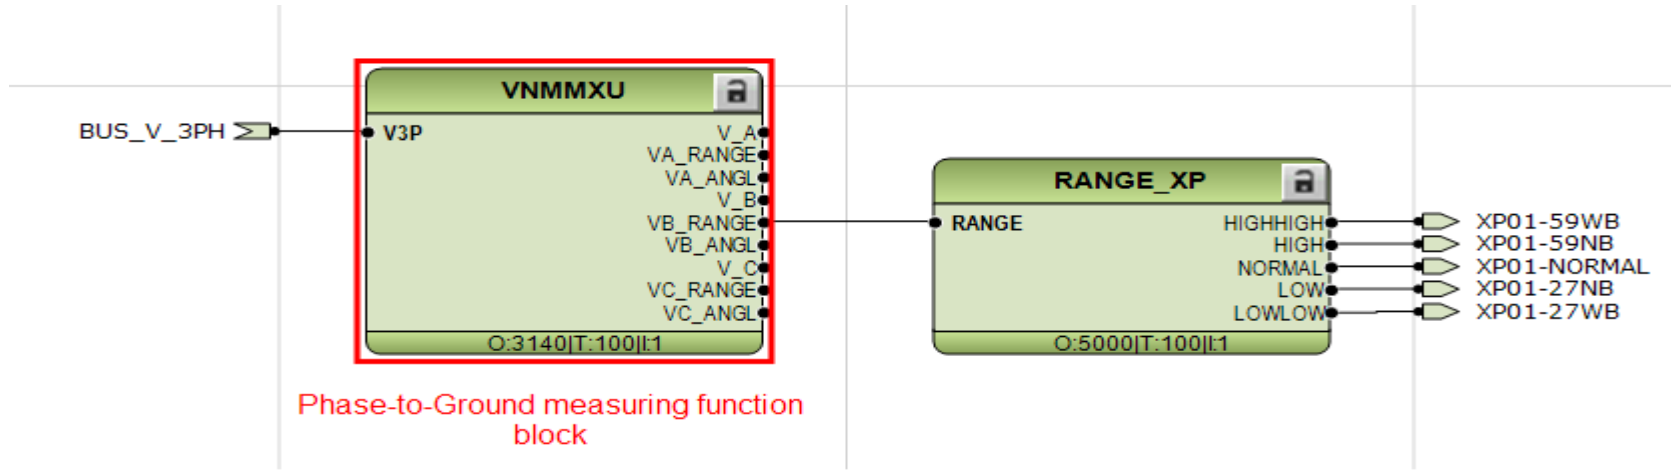 VNMMXU
BUS_V_3PH
V3P
V_A
VA_RANGE
VA_ANGL
V_B
VB_RANGE
VB_ANGL
V_C
VC_RANGE
VC_ANGL
O:3140|T:100|I:1
Phase-to-Ground measuring function
block
RANGE_XP
RANGE
HIGHHIGH
HIGH
NORMAL
LOW
LOWLOW
O:5000|T:100|I:1
XP01-59WB
XP01-59NB
XP01-NORMAL
XP01-27NB
XP01-27WB